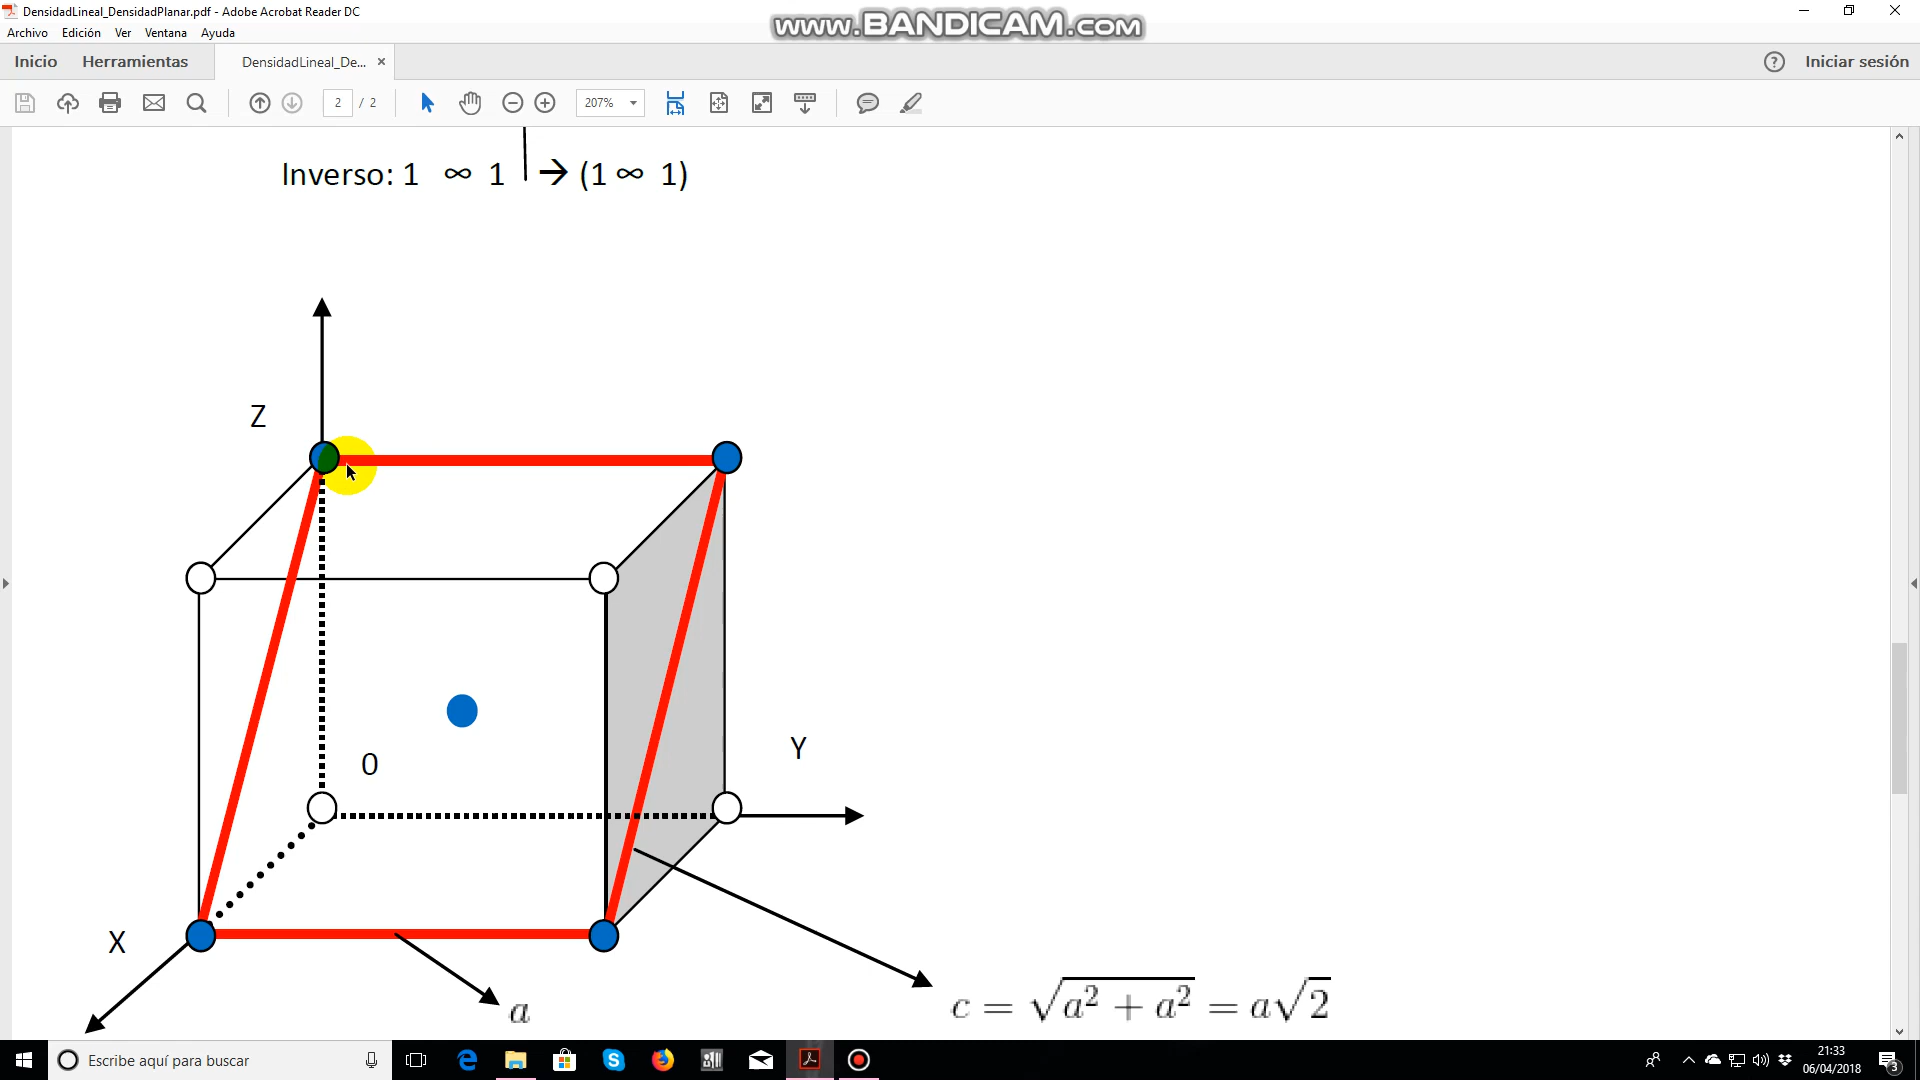 DensidadLineal_DensidadPlanar.pdf - Adobe Acrobat Reader DC
www.BANDICAM.com
Archivo Edición Ver Ventana Ayuda
Inicio Herramientas DensidadLineal_De... × Iniciar sesión
2 / 2 207%
Inverso: 1 ∞ 1 → (1 ∞ 1)
Z
0
Y
X
a
c = √a² + a² = a√2
Escribe aquí para buscar
21:33
06/04/2018
3